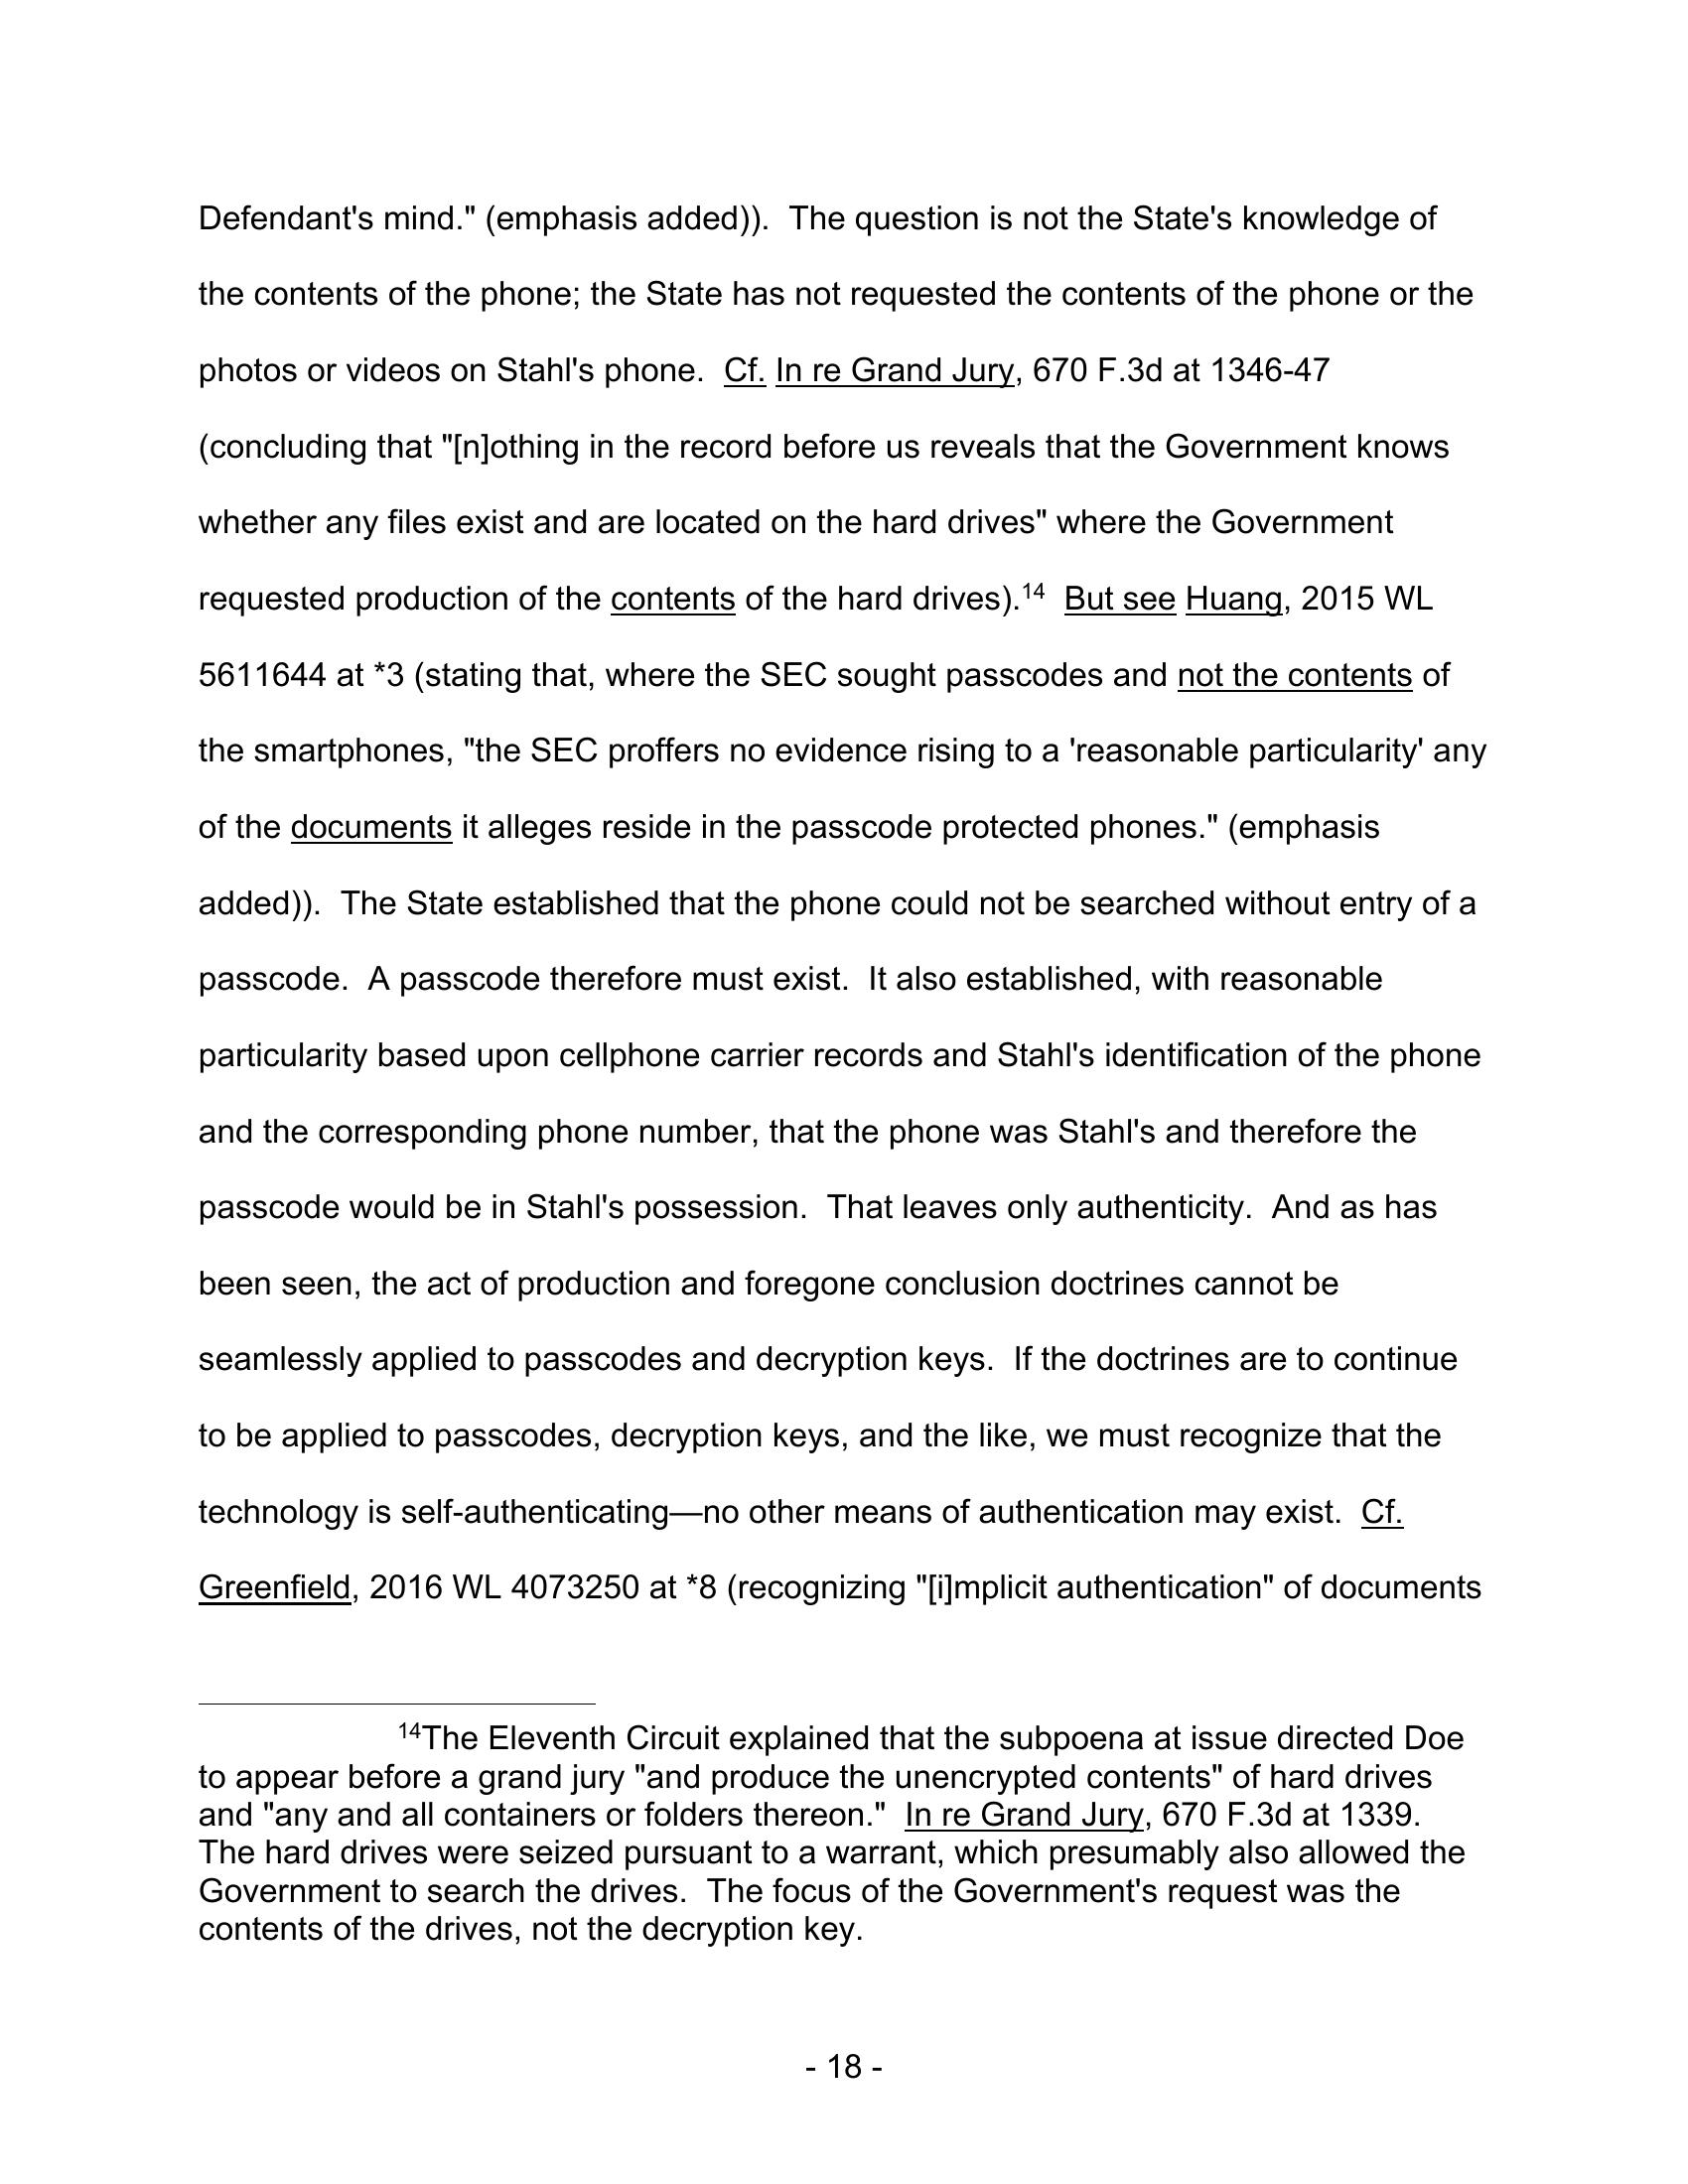 Defendant's mind." (emphasis added)).  The question is not the State's knowledge of
the contents of the phone; the State has not requested the contents of the phone or the
photos or videos on Stahl's phone.  Cf. In re Grand Jury, 670 F.3d at 1346-47
(concluding that "[n]othing in the record before us reveals that the Government knows
whether any files exist and are located on the hard drives" where the Government
requested production of the contents of the hard drives).14  But see Huang, 2015 WL
5611644 at *3 (stating that, where the SEC sought passcodes and not the contents of
the smartphones, "the SEC proffers no evidence rising to a 'reasonable particularity' any
of the documents it alleges reside in the passcode protected phones." (emphasis
added)).  The State established that the phone could not be searched without entry of a
passcode.  A passcode therefore must exist.  It also established, with reasonable
particularity based upon cellphone carrier records and Stahl's identification of the phone
and the corresponding phone number, that the phone was Stahl's and therefore the
passcode would be in Stahl's possession.  That leaves only authenticity.  And as has
been seen, the act of production and foregone conclusion doctrines cannot be
seamlessly applied to passcodes and decryption keys.  If the doctrines are to continue
to be applied to passcodes, decryption keys, and the like, we must recognize that the
technology is self-authenticating—no other means of authentication may exist.  Cf.
Greenfield, 2016 WL 4073250 at *8 (recognizing "[i]mplicit authentication" of documents
14The Eleventh Circuit explained that the subpoena at issue directed Doe
to appear before a grand jury "and produce the unencrypted contents" of hard drives
and "any and all containers or folders thereon."  In re Grand Jury, 670 F.3d at 1339.
The hard drives were seized pursuant to a warrant, which presumably also allowed the
Government to search the drives.  The focus of the Government's request was the
contents of the drives, not the decryption key.
- 18 -